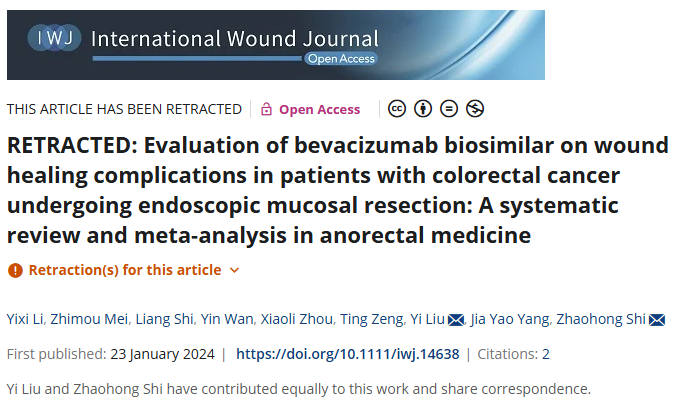 IWJ International Wound Journal
Open Access
THIS ARTICLE HAS BEEN RETRACTED | Open Access | cc
RETRACTED: Evaluation of bevacizumab biosimilar on wound
healing complications in patients with colorectal cancer
undergoing endoscopic mucosal resection: A systematic
review and meta-analysis in anorectal medicine
Retraction(s) for this article
Yixi Li, Zhimou Mei, Liang Shi, Yin Wan, Xiaoli Zhou, Ting Zeng, Yi Liu, Jia Yao Yang, Zhaohong Shi
First published: 23 January 2024 | https://doi.org/10.1111/iwj.14638 | Citations: 2
Yi Liu and Zhaohong Shi have contributed equally to this work and share correspondence.